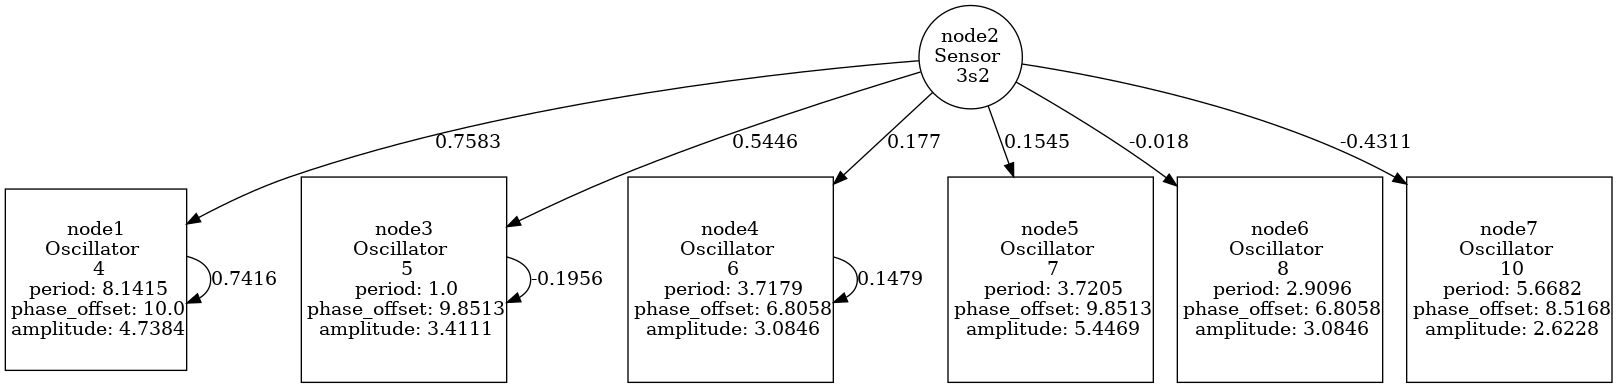 node2
Sensor
3s2
0.7583
0.5446
0.177
0.1545
-0.018
-0.4311
node1
Oscillator
4
period: 8.1415
phase_offset: 10.0
amplitude: 4.7384
0.7416
node3
Oscillator
5
period: 1.0
phase_offset: 9.8513
amplitude: 3.4111
-0.1956
node4
Oscillator
6
period: 3.7179
phase_offset: 6.8058
amplitude: 3.0846
0.1479
node5
Oscillator
7
period: 3.7205
phase_offset: 9.8513
amplitude: 5.4469
node6
Oscillator
8
period: 2.9096
phase_offset: 6.8058
amplitude: 3.0846
node7
Oscillator
10
period: 5.6682
phase_offset: 8.5168
amplitude: 2.6228